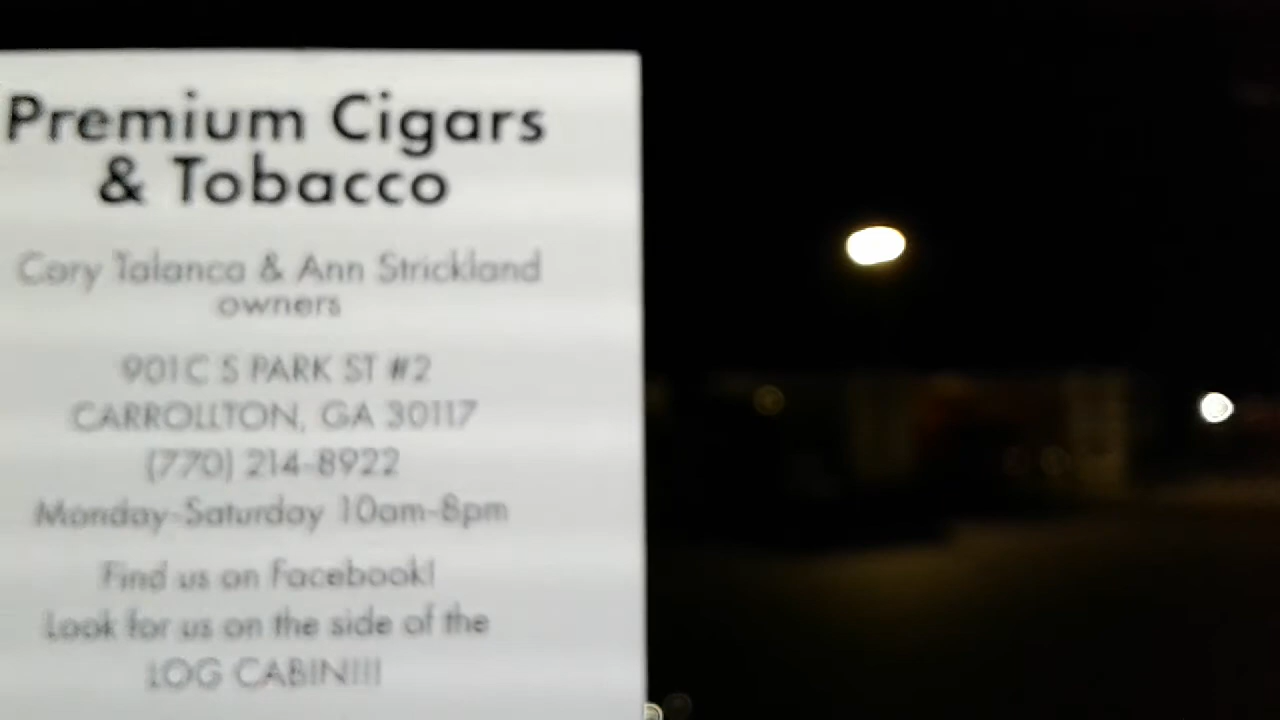 Premium Cigars
& Tobacco
Cory Talanca & Ann Strickland
owners
901C S PARK ST #2
CARROLLTON, GA 30117
(770) 214-8922
Monday-Saturday 10am-8pm
Find us on Facebook!
Look for us on the side of the
LOG CABIN!!!